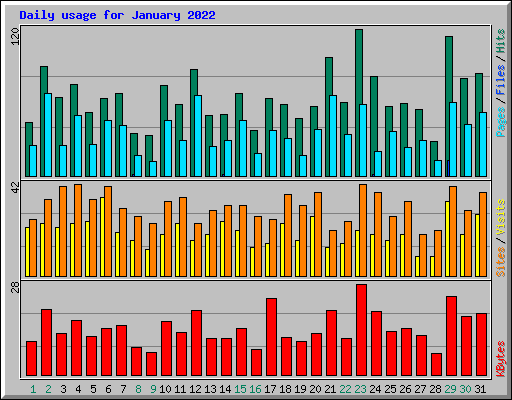 Daily usage for January 2022
120
Pages / Files / Hits
42
Sites / Visits
28
KBytes
1 2 3 4 5 6 7 8 9 10 11 12 13 14 15 16 17 18 19 20 21 22 23 24 25 26 27 28 29 30 31